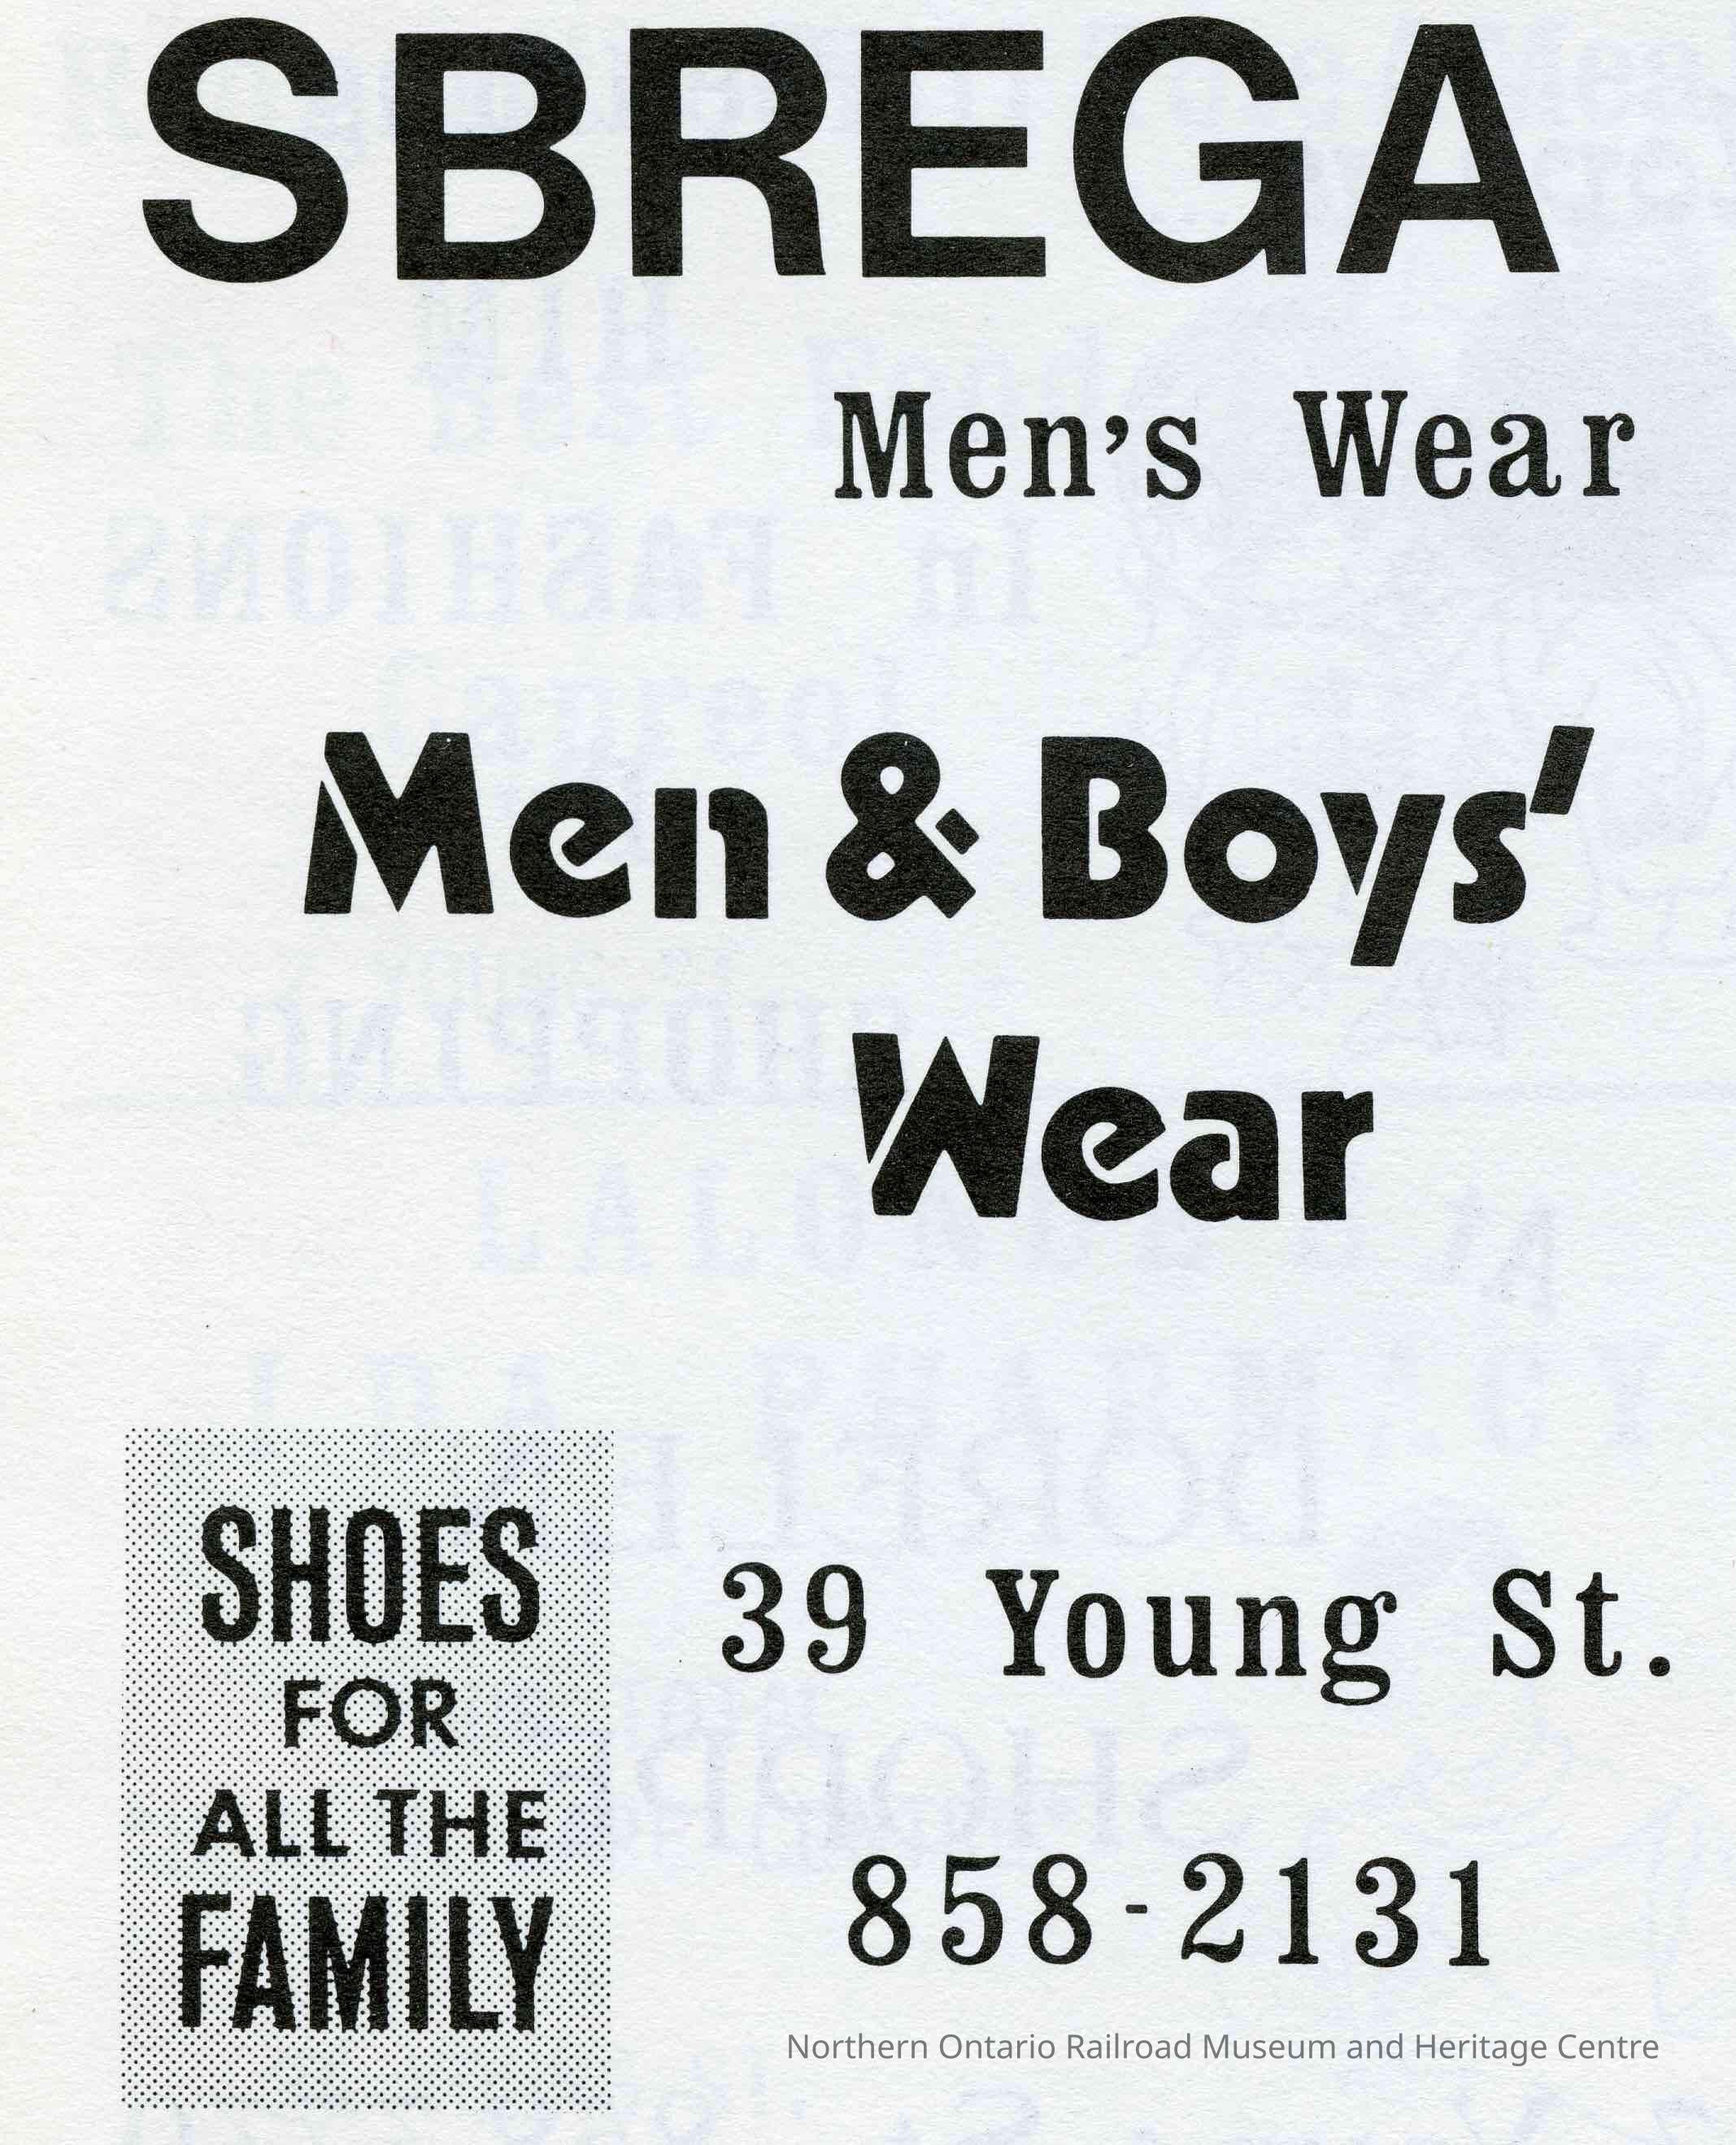 SBREGA
Men's Wear
Men & Boys'
Wear
SHOES
FOR
ALL THE
FAMILY
39 Young St.
858-2131
Northern Ontario Railroad Museum and Heritage Centre